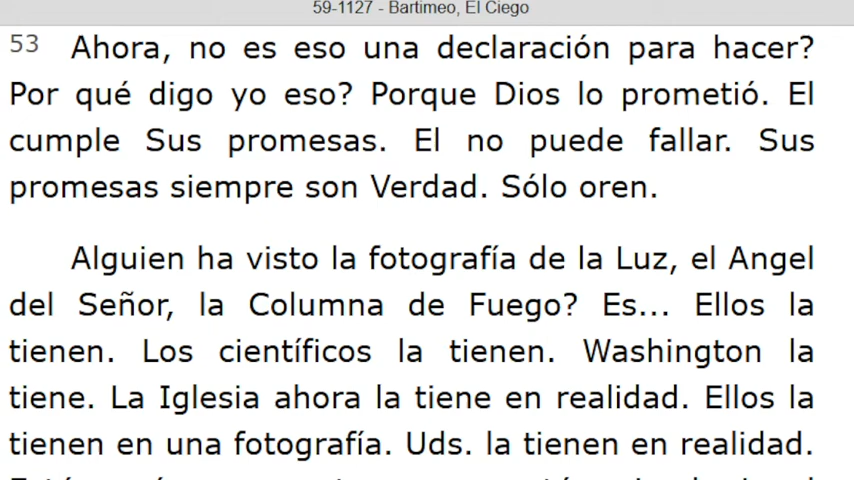 59-1127 - Bartimeo, El Ciego
53 Ahora, no es eso una declaración para hacer?
Por qué digo yo eso? Porque Dios lo prometió. El
cumple Sus promesas. El no puede fallar. Sus
promesas siempre son Verdad. Sólo oren.
Alguien ha visto la fotografía de la Luz, el Angel
del Señor, la Columna de Fuego? Es... Ellos la
tienen. Los científicos la tienen. Washington la
tiene. La Iglesia ahora la tiene en realidad. Ellos la
tienen en una fotografía. Uds. la tienen en realidad.